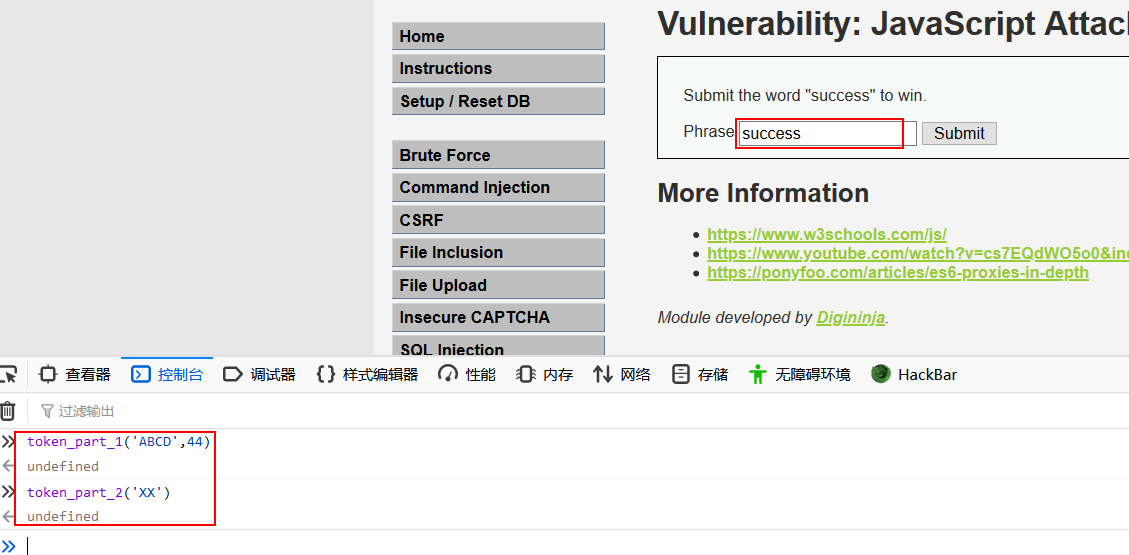 Vulnerability: JavaScript Attac
Home
Instructions
Setup / Reset DB
Submit the word "success" to win.
Phrase success Submit
Brute Force
Command Injection
CSRF
File Inclusion
File Upload
Insecure CAPTCHA
SQL Injection
More Information
https://www.w3schools.com/js/
https://www.youtube.com/watch?v=cs7EQdWO5o0&ind
https://ponyfoo.com/articles/es6-proxies-in-depth
Module developed by Digininja.
查看器 控制台 调试器 样式编辑器 性能 内存 网络 存储 无障碍环境 HackBar
过滤输出
token_part_1('ABCD',44)
undefined
token_part_2('XX')
undefined